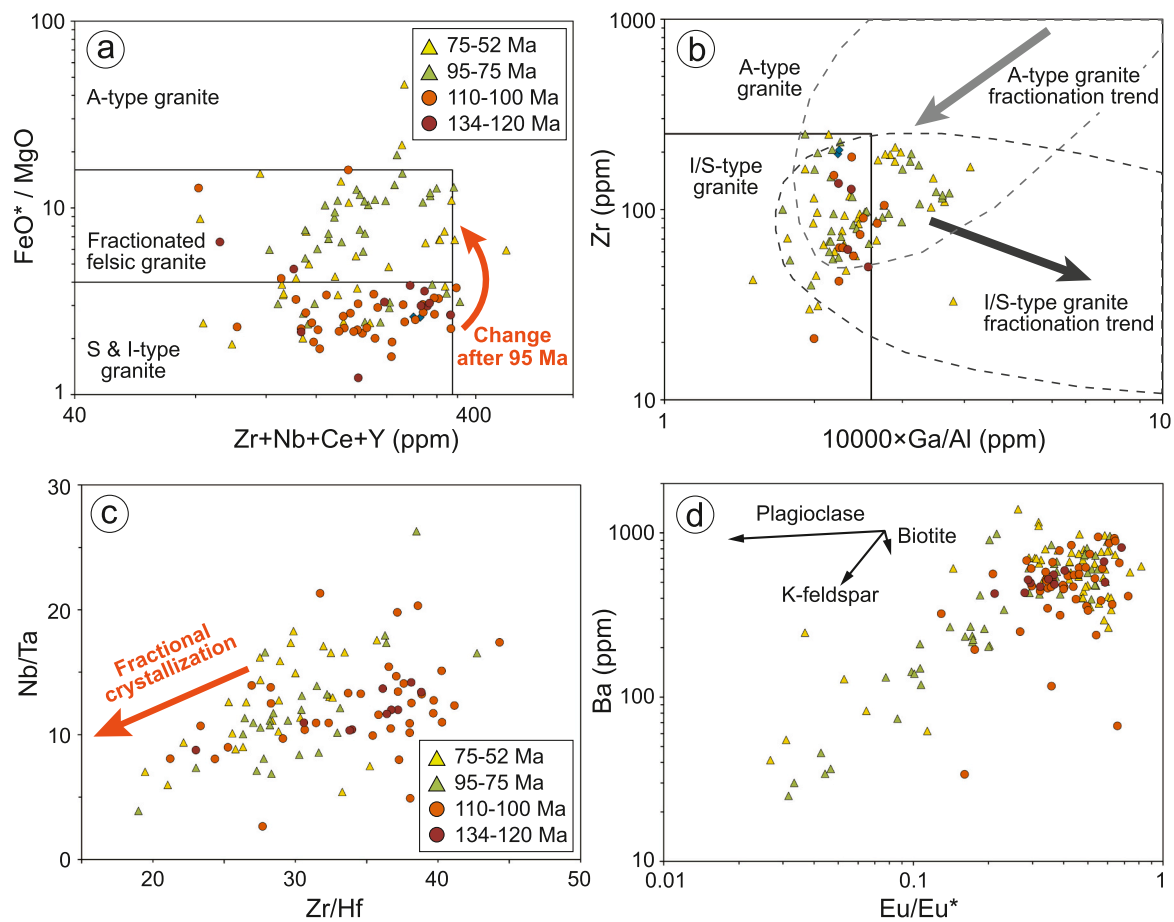 a
100
10
1
FeO* / MgO
A-type granite
Fractionated
felsic granite
S & I-type
granite
75-52 Ma
95-75 Ma
110-100 Ma
134-120 Ma
Change
after 95 Ma
40
400
Zr+Nb+Ce+Y (ppm)
b
1000
100
10
Zr (ppm)
A-type
granite
A-type granite
fractionation trend
I/S-type
granite
I/S-type granite
fractionation trend
1
10
10000×Ga/Al (ppm)
c
30
20
10
0
Nb/Ta
Fractional
crystallization
75-52 Ma
95-75 Ma
110-100 Ma
134-120 Ma
20
30
40
50
Zr/Hf
d
1000
100
10
Ba (ppm)
Plagioclase
Biotite
K-feldspar
0.01
0.1
1
Eu/Eu*